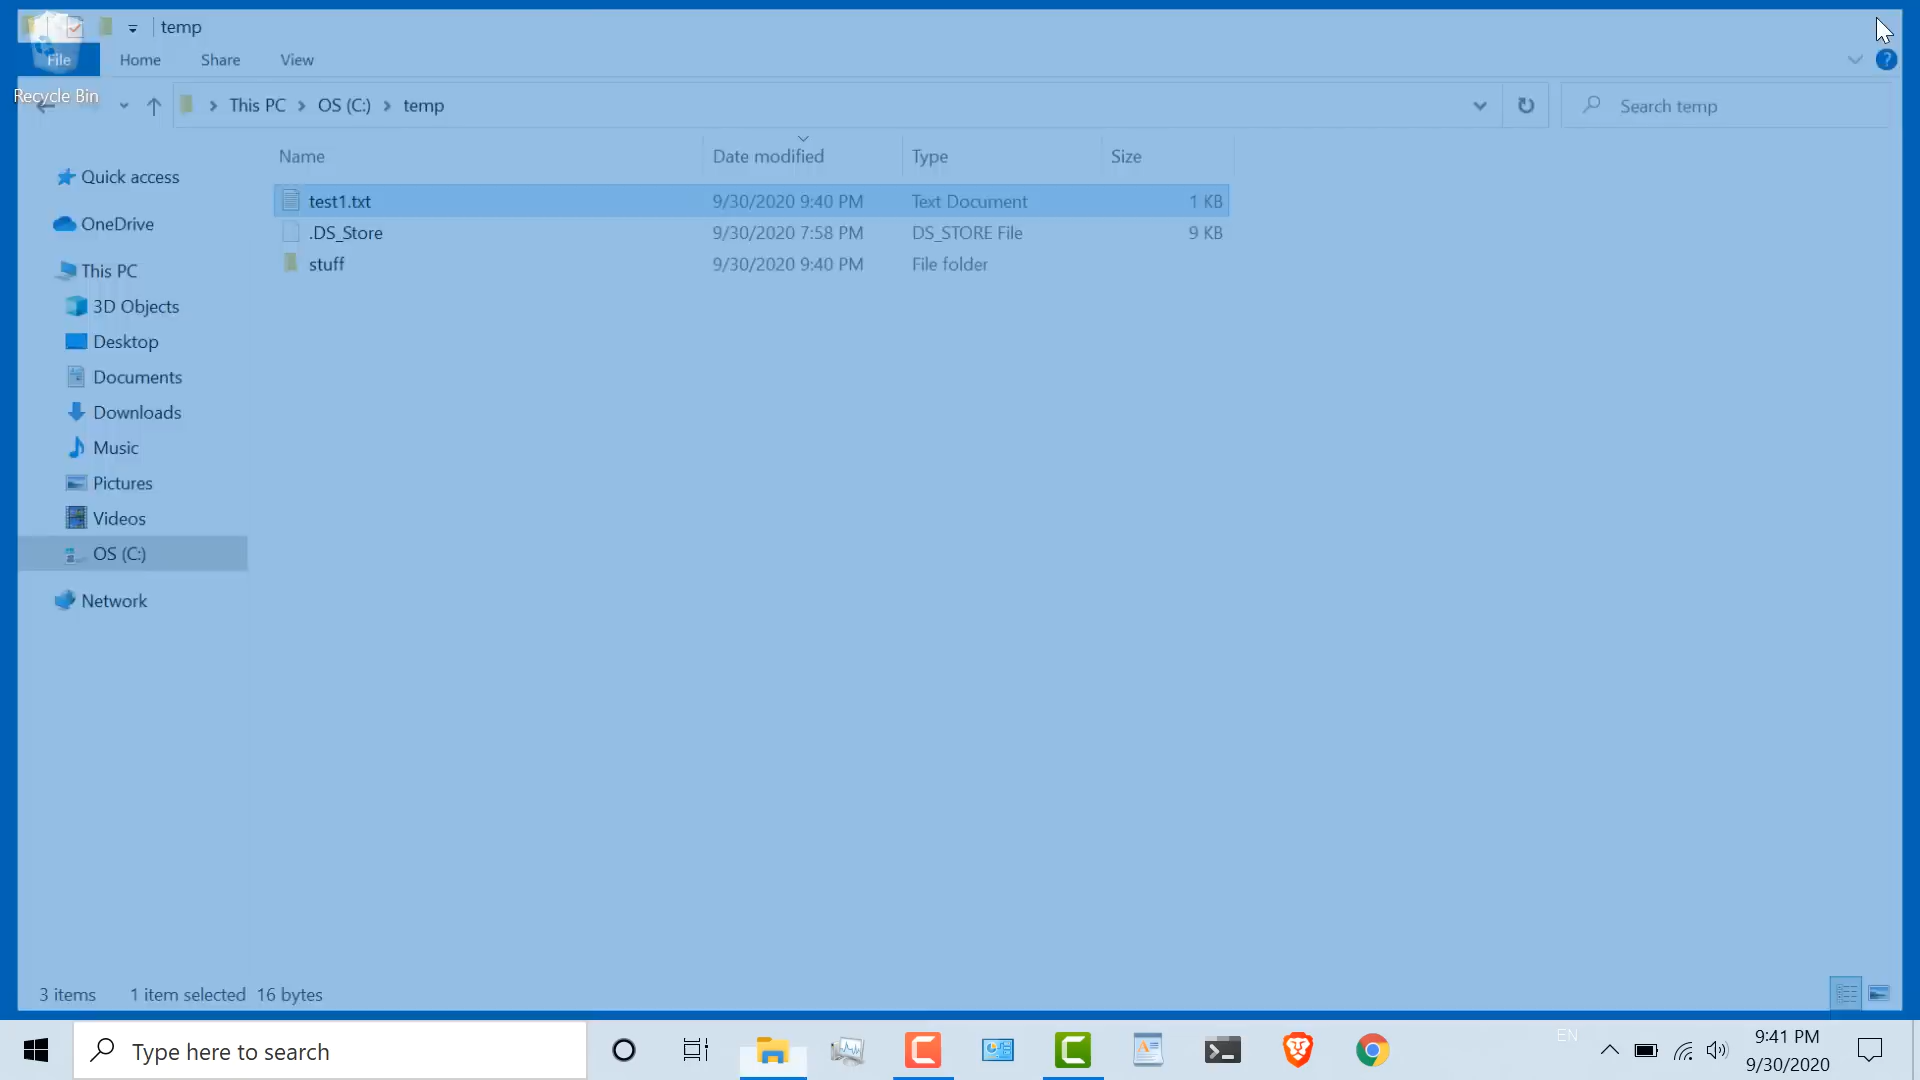 temp
File Home Share View
Recycle Bin
This PC OS (C:) temp
Search temp
Name Date modified Type Size
Quick access
OneDrive
This PC
3D Objects
Desktop
Documents
Downloads
Music
Pictures
Videos
OS (C:)
Network
test1.txt 9/30/2020 9:40 PM Text Document 1 KB
.DS_Store 9/30/2020 7:58 PM DS_STORE File 9 KB
stuff 9/30/2020 9:40 PM File folder
3 items 1 item selected 16 bytes
Type here to search
EN
9:41 PM
9/30/2020